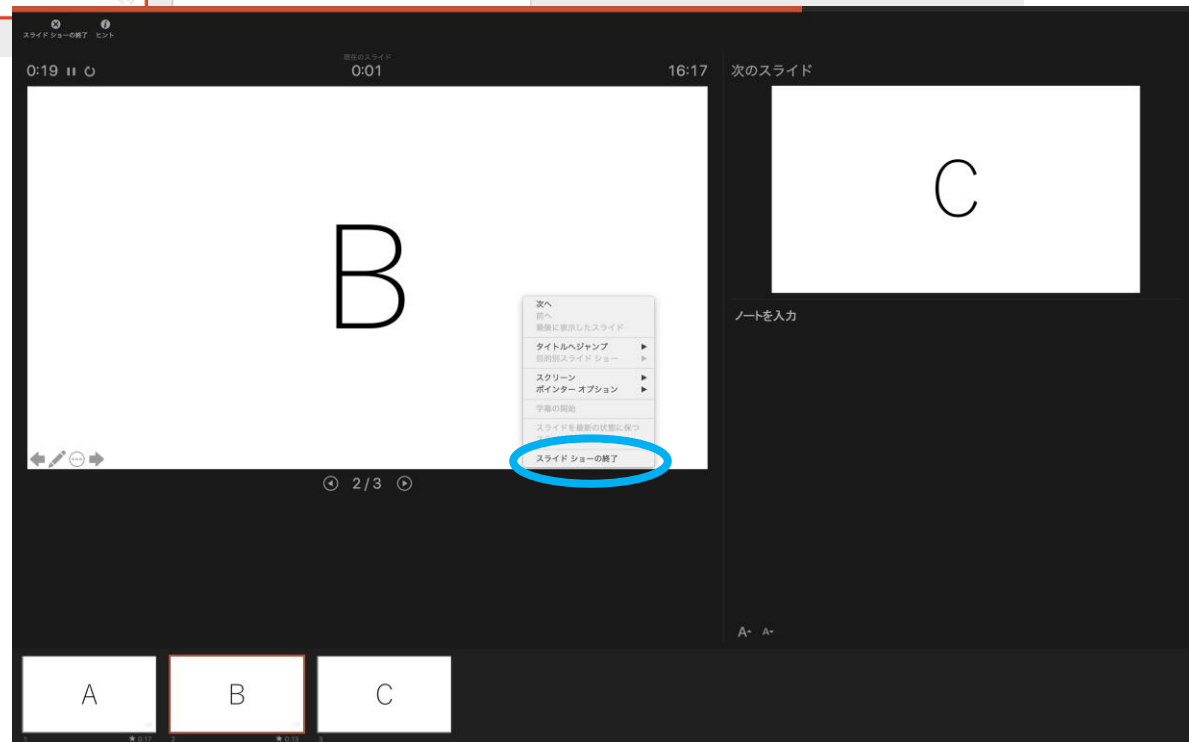 スライド ショーの終了 ヒント
現在のスライド
0:19
0:01
16:17
次のスライド
B
C
次へ
前へ
最後に表示したスライド
タイトルへジャンプ
目的別スライド ショー
スクリーン
ポインター オプション
字幕の開始
スライドを最新の状態に保つ
スライド ショーの終了
ノートを入力
2/3
A A
A
B
C
1 0:17 2 0:13 3